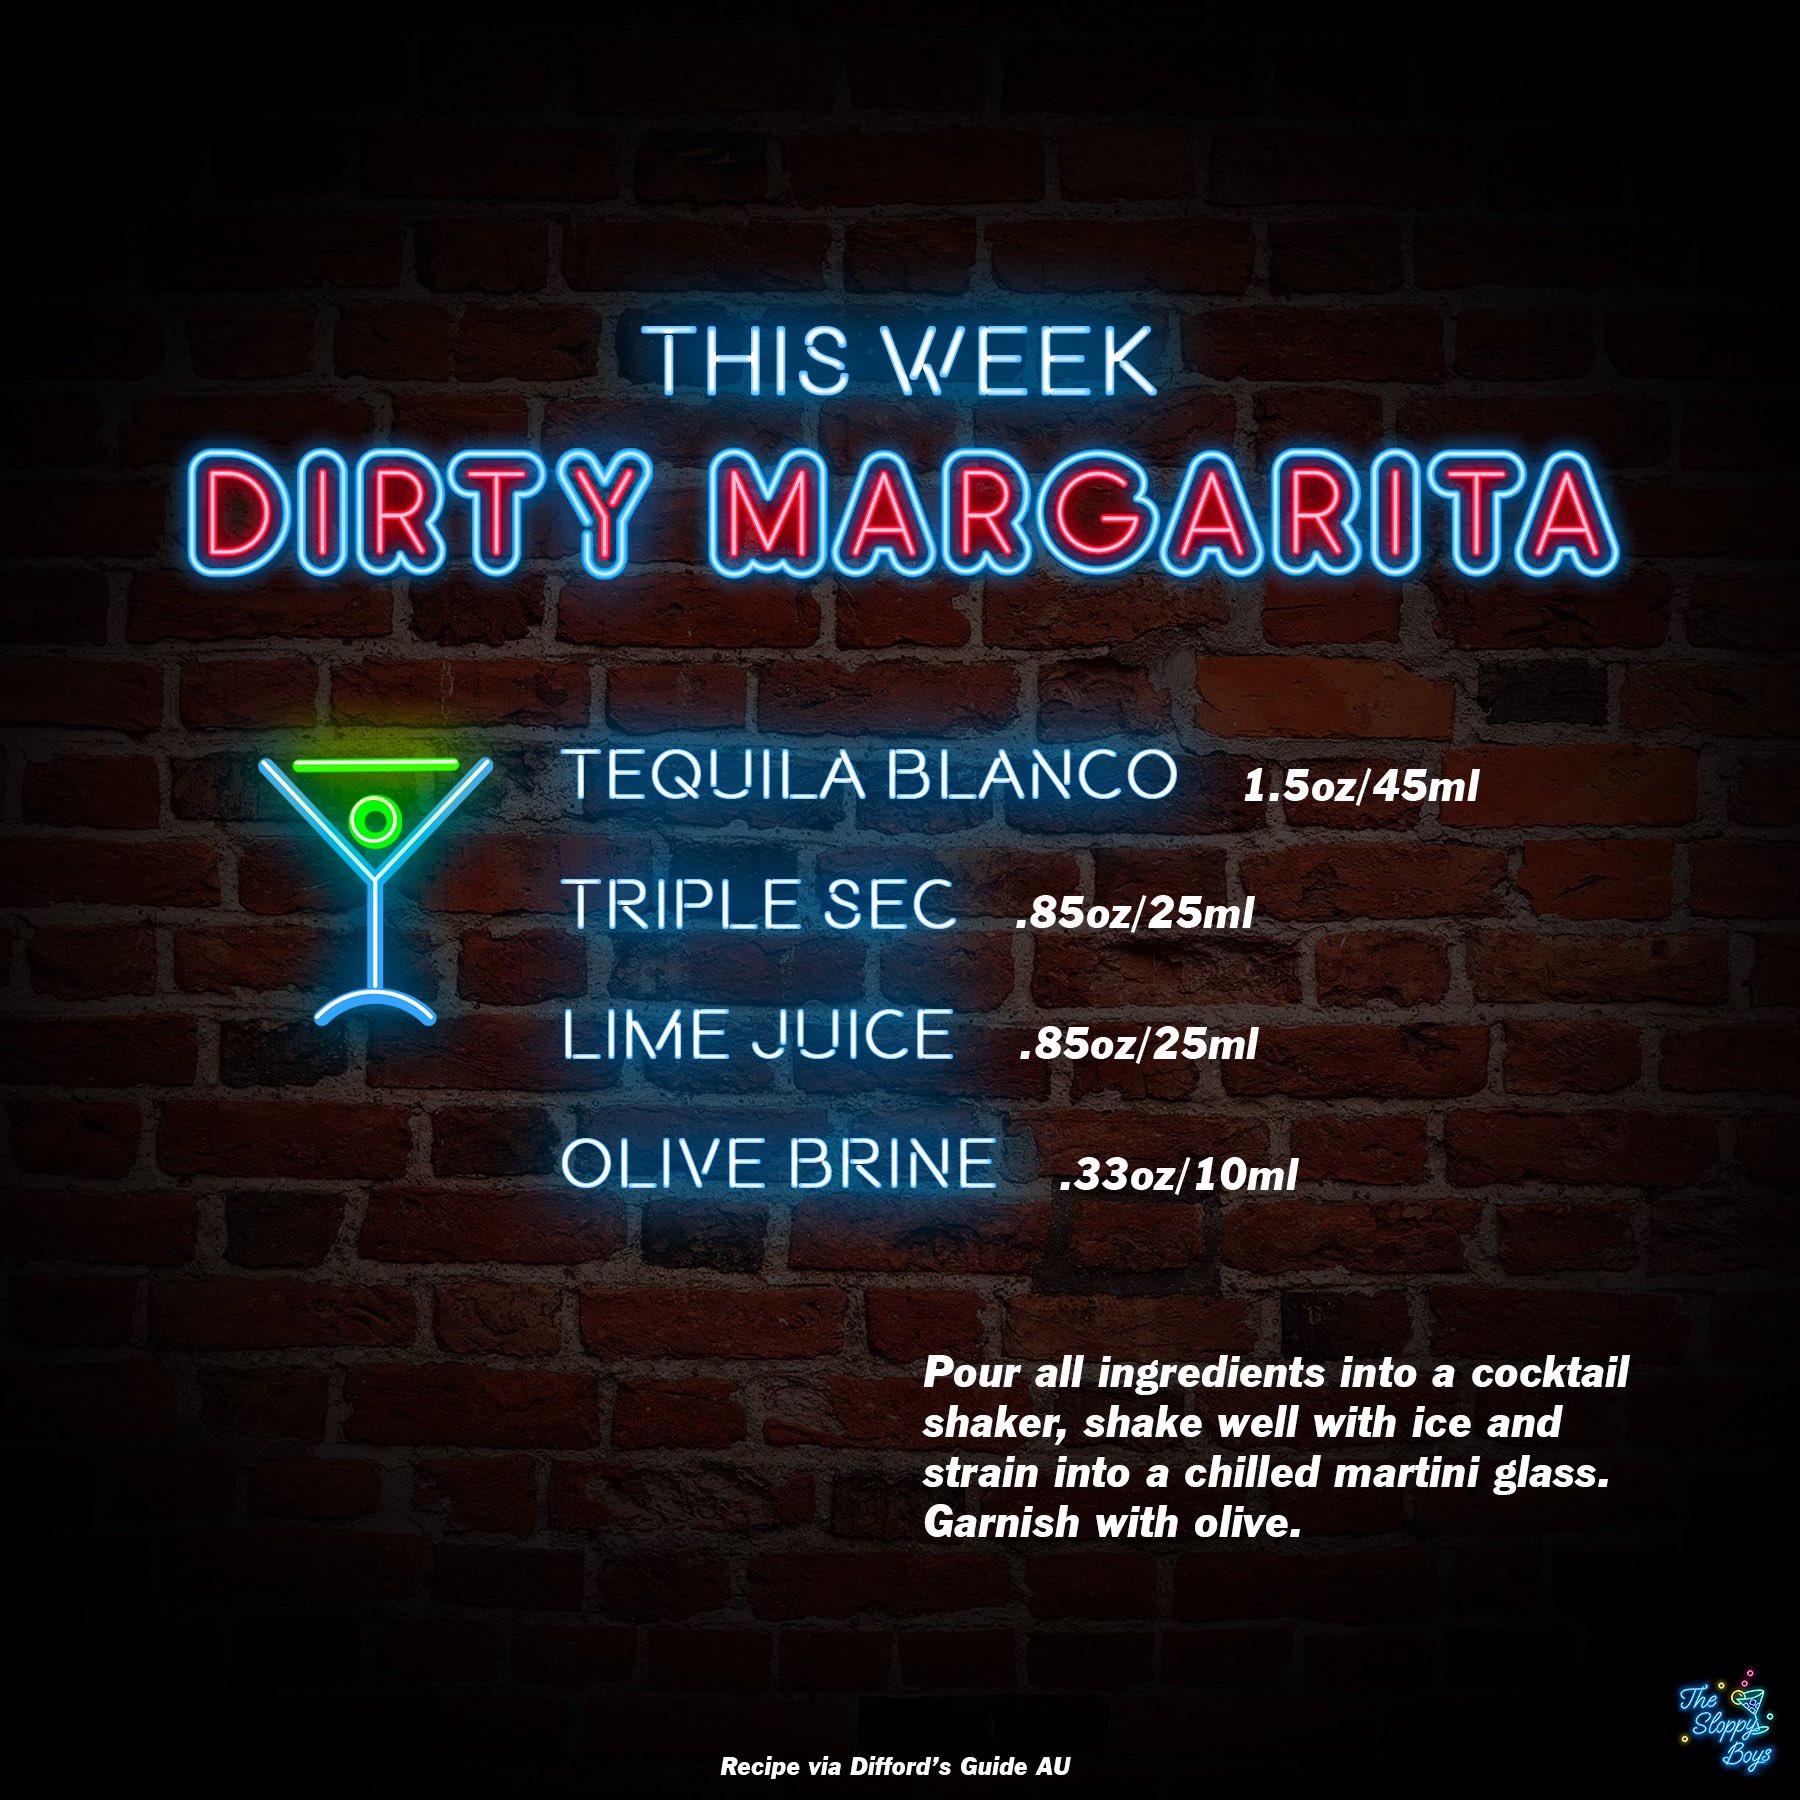 THIS WEEK
DIRTY MARGARITA
TEQUILA BLANCO 1.5oz/45ml
TRIPLE SEC .85oz/25ml
LIME JUICE .85oz/25ml
OLIVE BRINE .33oz/10ml
Pour all ingredients into a cocktail
shaker, shake well with ice and
strain into a chilled martini glass.
Garnish with olive.
The
Sloppy
Boys
Recipe via Difford's Guide AU